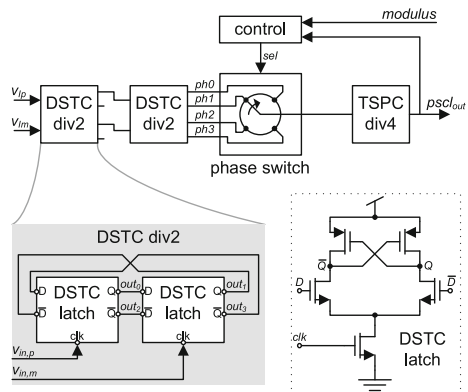 modulus
control
sel
v_lp
v_lm
DSTC div2
DSTC div2
ph0
ph1
ph2
ph3
phase switch
TSPC div4
pscl_out
DSTC div2
D
D̅
DSTC latch
Q
Q̅
clk
out_0
out_2
D
D̅
DSTC latch
Q
Q̅
clk
out_1
out_3
v_in,p
v_in,m
Q̅
Q
D
D̅
clk
DSTC latch